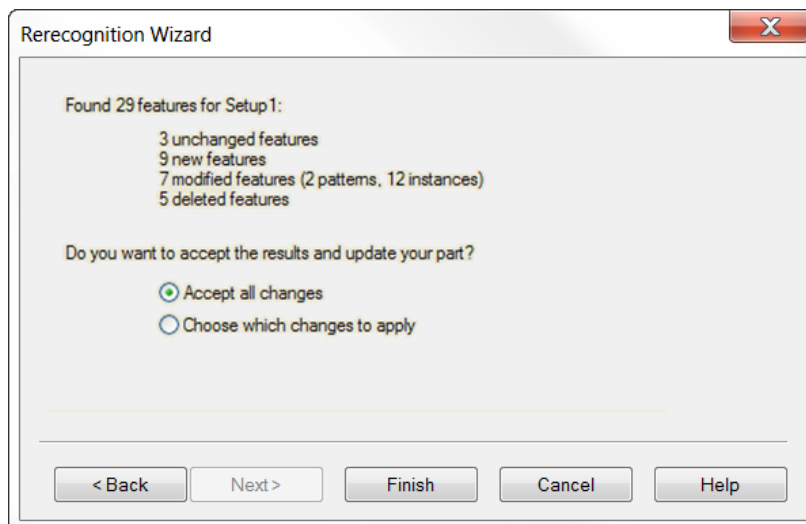 Rerecognition Wizard
Found 29 features for Setup1:
3 unchanged features
9 new features
7 modified features (2 patterns, 12 instances)
5 deleted features
Do you want to accept the results and update your part?
Accept all changes
Choose which changes to apply
< Back Next > Finish Cancel Help